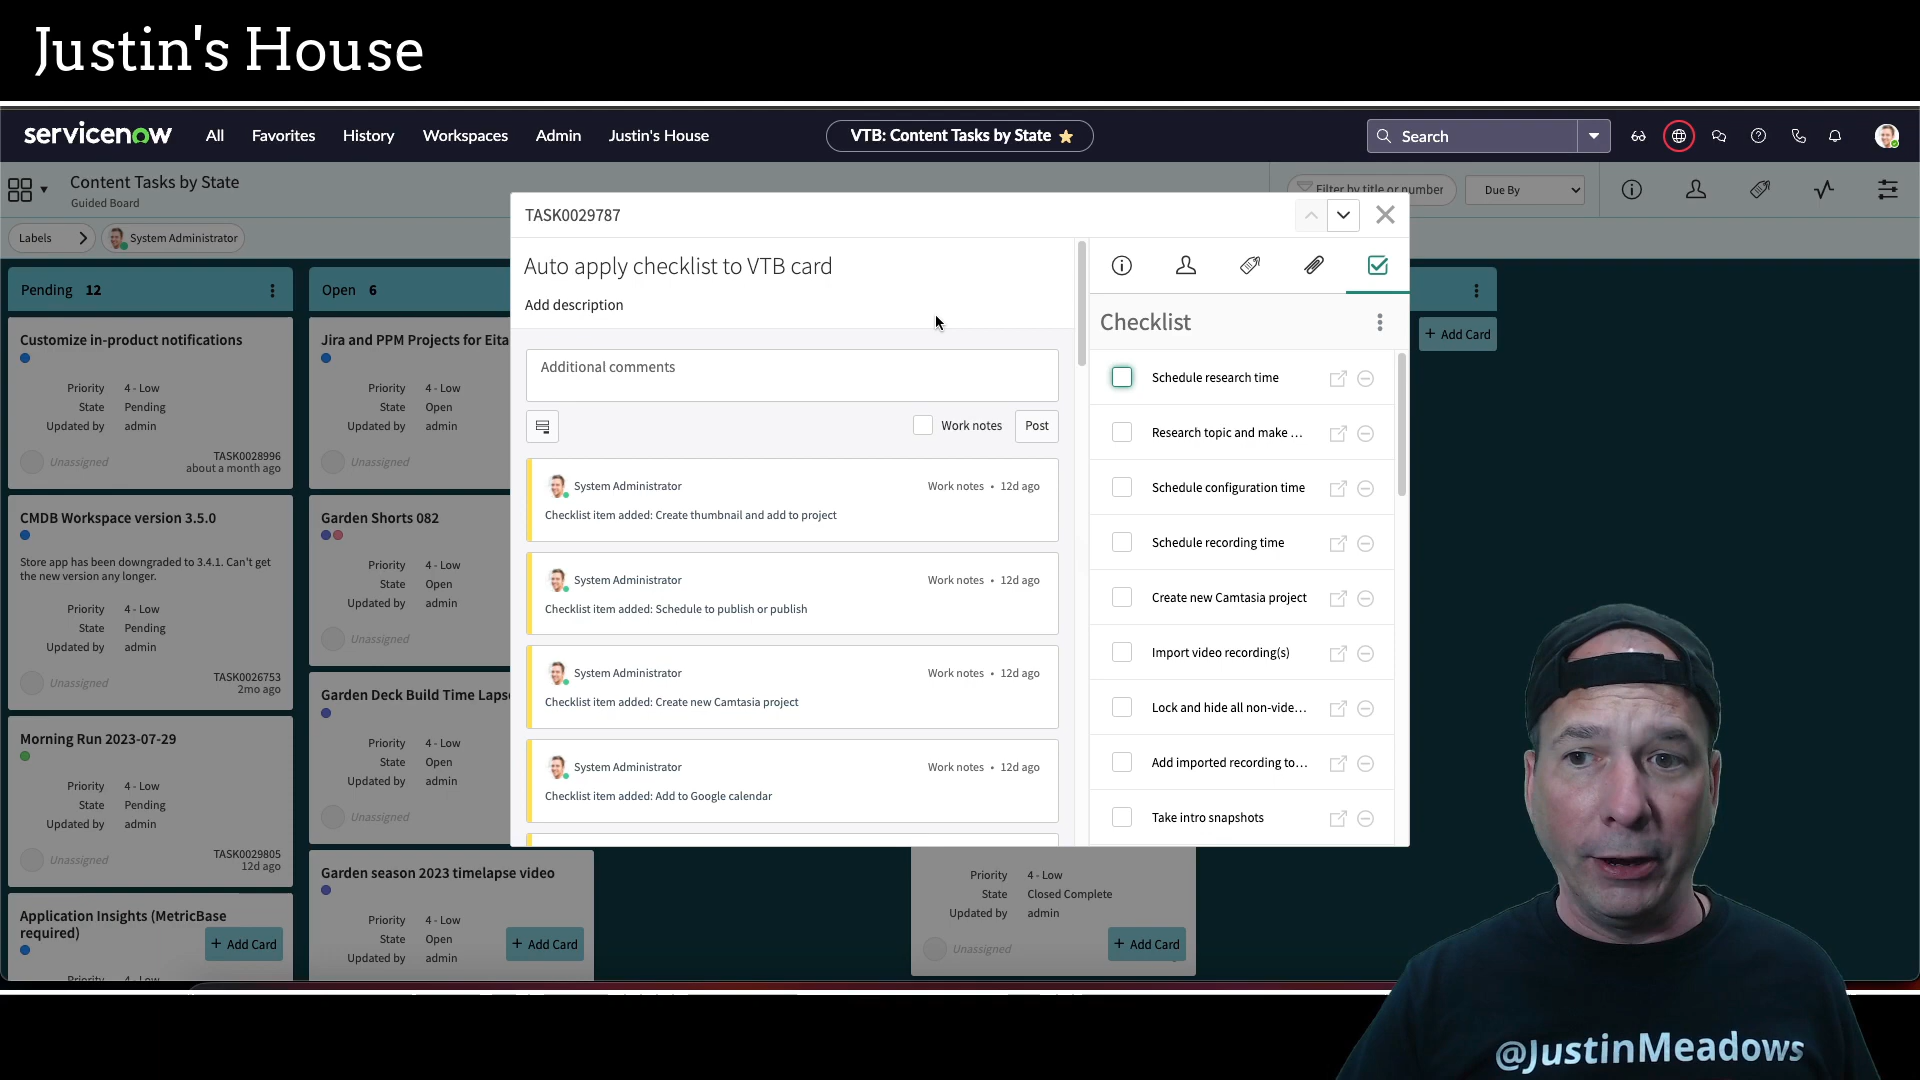 Justin's House
servicenow
All
Favorites
History
Workspaces
Admin
Justin's House
VTB: Content Tasks by State
Search
Content Tasks by State
Guided Board
Filter by title or number
Due By
Labels
System Administrator
Pending 12
Customize in-product notifications
Priority 4 - Low
State Pending
Updated by admin
Unassigned
TASK0028996
about a month ago
CMDB Workspace version 3.5.0
Store app has been downgraded to 3.4.1. Can't get
the new version any longer.
Priority 4 - Low
State Pending
Updated by admin
Unassigned
TASK0026753
2mo ago
Morning Run 2023-07-29
Priority 4 - Low
State Pending
Updated by admin
Unassigned
TASK0029805
12d ago
Application Insights (MetricBase
required)
+ Add Card
Priority 4 - Low
Open 6
Jira and PPM Projects for Eita
Priority 4 - Low
State Open
Updated by admin
Unassigned
Garden Shorts 082
Priority 4 - Low
State Open
Updated by admin
Unassigned
Garden Deck Build Time Laps
Priority 4 - Low
State Open
Updated by admin
Unassigned
Garden season 2023 timelapse video
Priority 4 - Low
State Open
Updated by admin
+ Add Card
TASK0029787
Auto apply checklist to VTB card
Add description
Additional comments
Work notes
Post
System Administrator
Work notes • 12d ago
Checklist item added: Create thumbnail and add to project
System Administrator
Work notes • 12d ago
Checklist item added: Schedule to publish or publish
System Administrator
Work notes • 12d ago
Checklist item added: Create new Camtasia project
System Administrator
Work notes • 12d ago
Checklist item added: Add to Google calendar
Checklist
Schedule research time
Research topic and make ...
Schedule configuration time
Schedule recording time
Create new Camtasia project
Import video recording(s)
Lock and hide all non-vide...
Add imported recording to...
Take intro snapshots
Priority 4 - Low
State Closed Complete
Updated by admin
Unassigned
+ Add Card
+ Add Card
@JustinMeadows